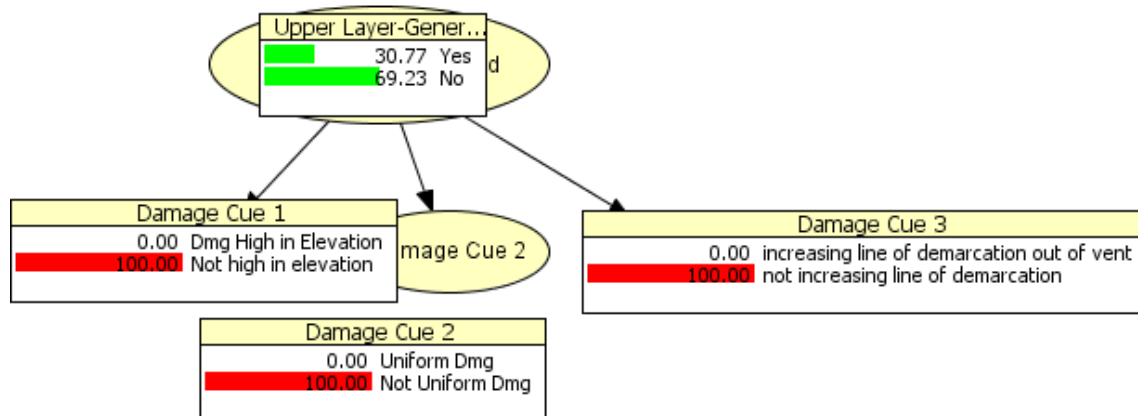 Upper Layer-Gener...
30.77 Yes
69.23 No
d
Damage Cue 1
0.00 Dmg High in Elevation
100.00 Not high in elevation
mage Cue 2
Damage Cue 3
0.00 increasing line of demarcation out of vent
100.00 not increasing line of demarcation
Damage Cue 2
0.00 Uniform Dmg
100.00 Not Uniform Dmg